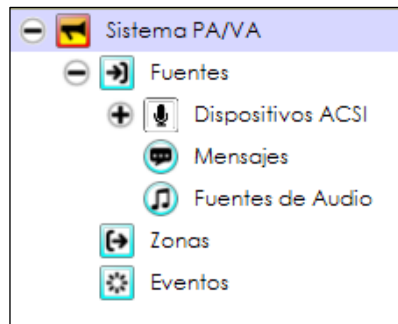 Sistema PA/VA
Fuentes
Dispositivos ACSI
Mensajes
Fuentes de Audio
Zonas
Eventos